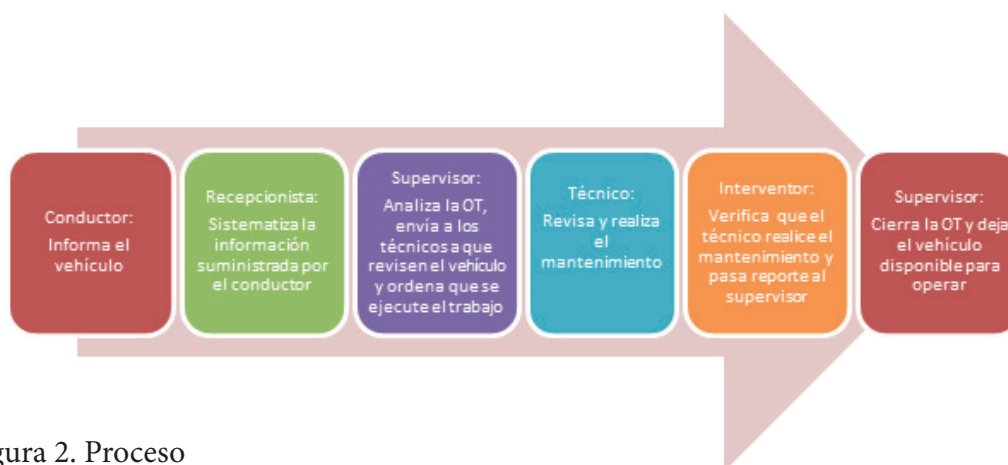 Conductor:
Informa el
vehículo
Recepcionista:
Sistematiza la
información
suministrada por
el conductor
Supervisor:
Analiza la OT,
envía a los
técnicos a que
revisen el vehículo
y ordena que se
ejecute el trabajo
Técnico:
Revisa y realiza
el
mantenimiento
Interventor:
Verifica que el
técnico realice el
mantenimiento y
pasa reporte al
supervisor
Supervisor:
Cierra la OT y deja
el vehículo
disponible para
operar
gura 2. Proceso